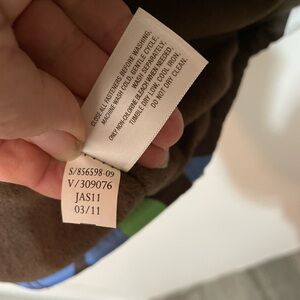 CLOSE ALL FASTENERS BEFORE WASHING.
MACHINE WASH COLD, GENTLE CYCLE.
WASH SEPARATELY.
ONLY NON-CHLORINE BLEACH WHEN NEEDED.
TUMBLE DRY LOW, COOL IRON.
DO NOT DRY CLEAN.
S/856598-09
V/309076
JAS11
03/11